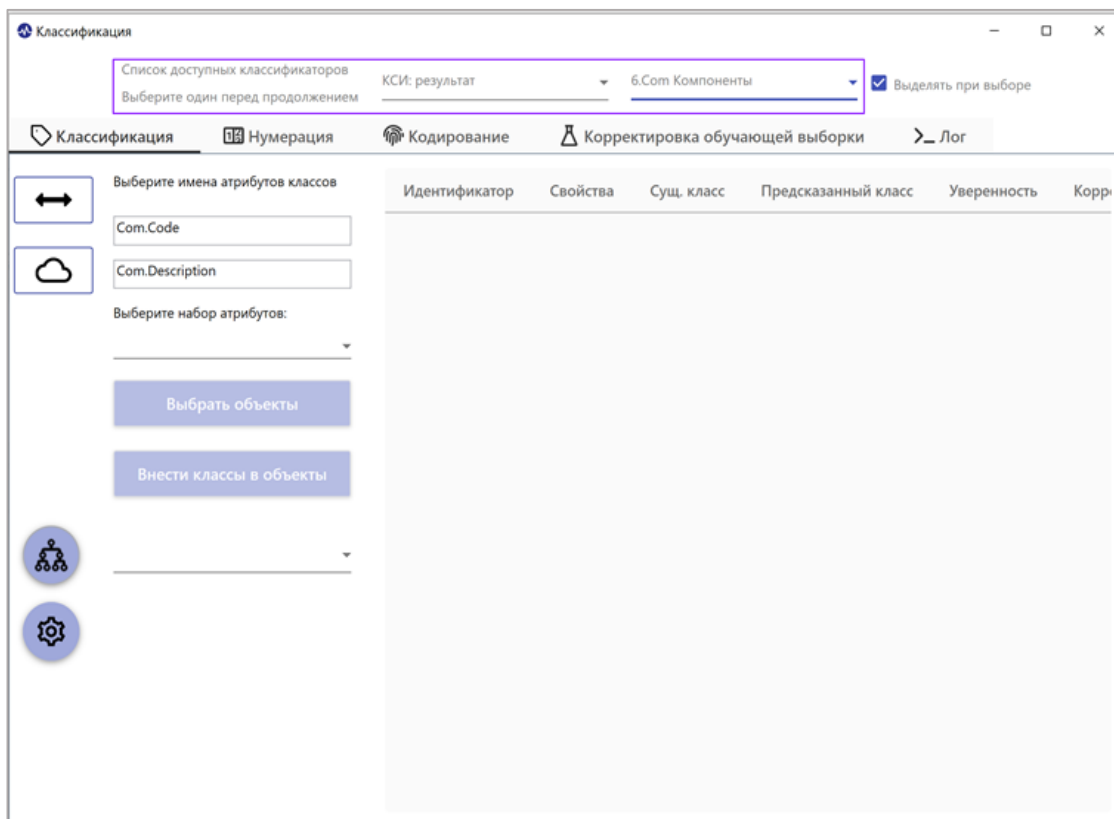 Классификация
Список доступных классификаторов
Выберите один перед продолжением
КСИ: результат
6.Com Компоненты
Выделять при выборе
Классификация
Нумерация
Кодирование
Корректировка обучающей выборки
Лог
Выберите имена атрибутов классов
Com.Code
Com.Description
Выберите набор атрибутов:
Выбрать объекты
Внести классы в объекты
Идентификатор
Свойства
Сущ. класс
Предсказанный класс
Уверенность
Корр